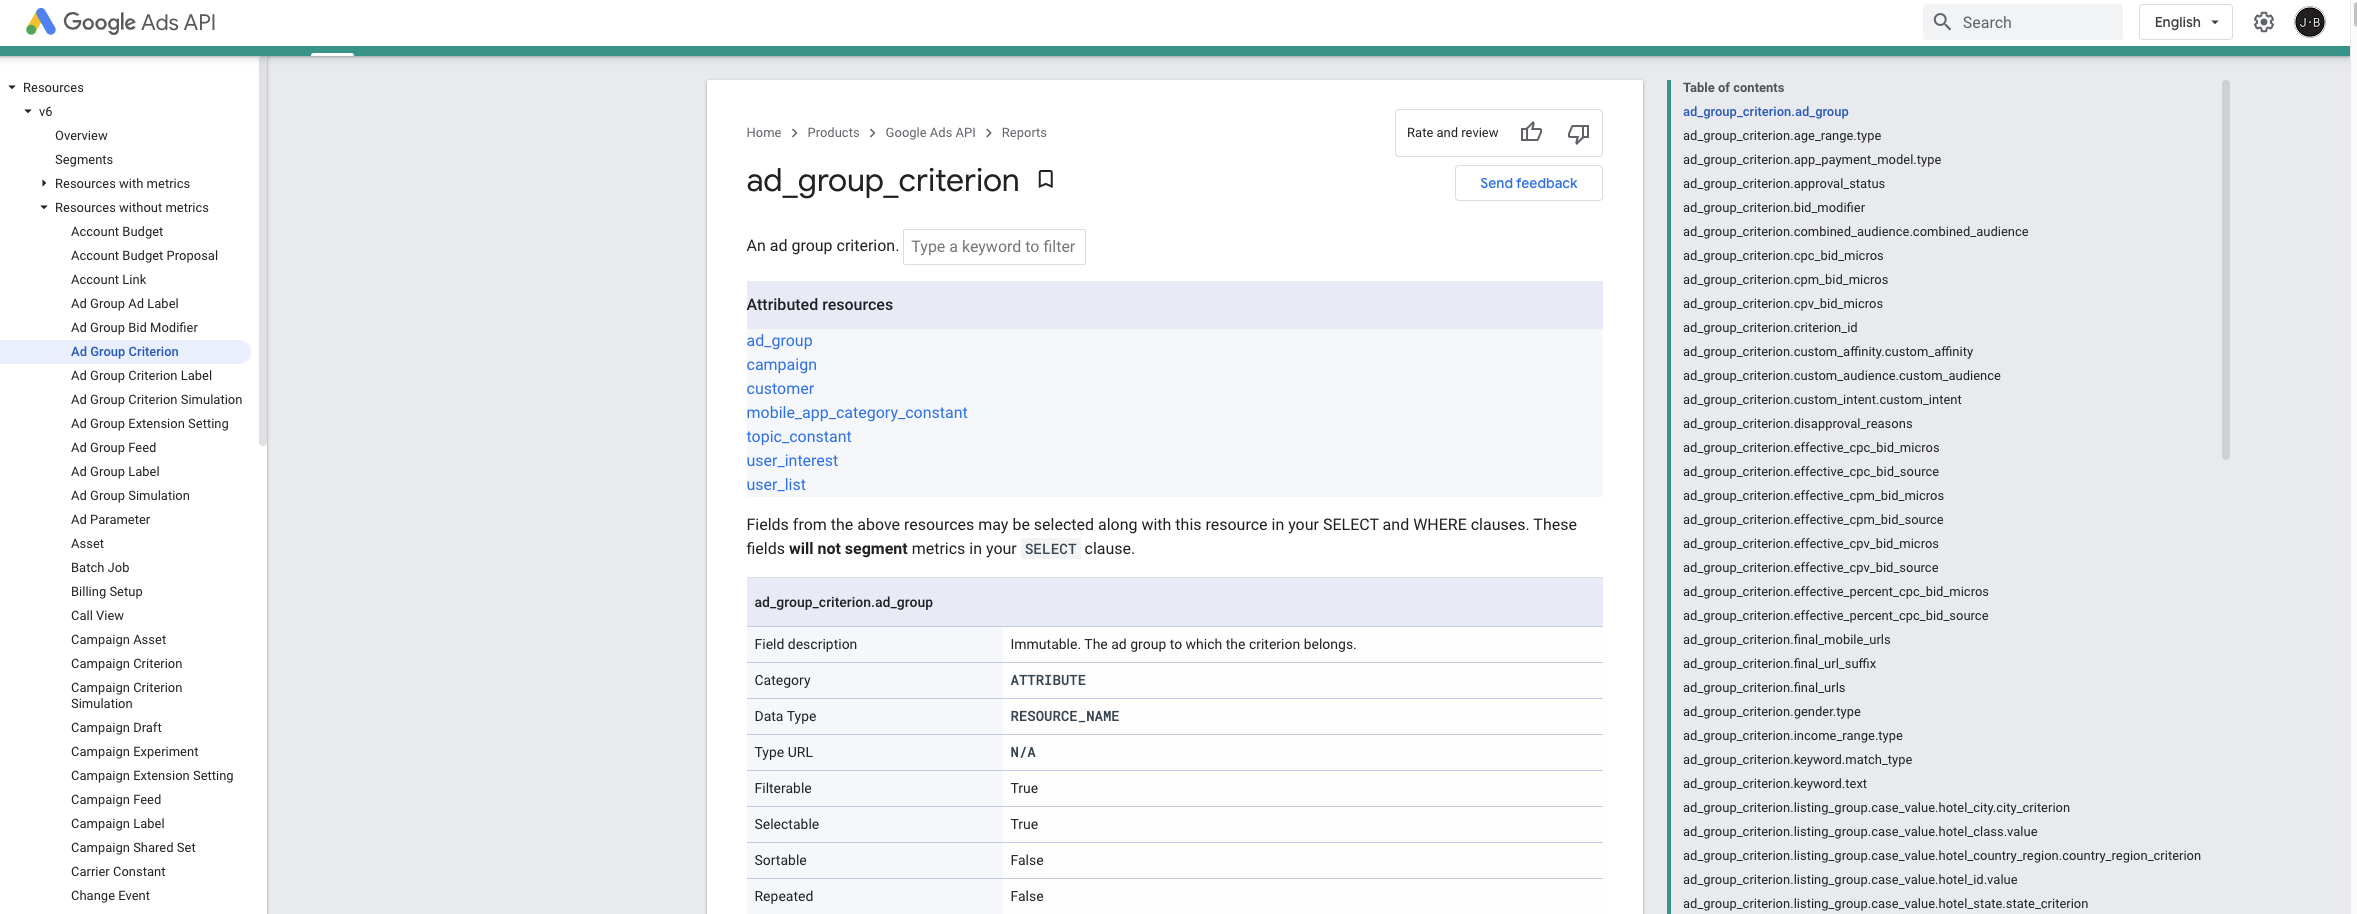 Google Ads API
Search
English
J·B
Resources
v6
Overview
Segments
Resources with metrics
Resources without metrics
Account Budget
Account Budget Proposal
Account Link
Ad Group Ad Label
Ad Group Bid Modifier
Ad Group Criterion
Ad Group Criterion Label
Ad Group Criterion Simulation
Ad Group Extension Setting
Ad Group Feed
Ad Group Label
Ad Group Simulation
Ad Parameter
Asset
Batch Job
Billing Setup
Call View
Campaign Asset
Campaign Criterion
Campaign Criterion
Simulation
Campaign Draft
Campaign Experiment
Campaign Extension Setting
Campaign Feed
Campaign Label
Campaign Shared Set
Carrier Constant
Change Event
Home > Products > Google Ads API > Reports
Rate and review
ad_group_criterion
Send feedback
An ad group criterion. Type a keyword to filter
Attributed resources
ad_group
campaign
customer
mobile_app_category_constant
topic_constant
user_interest
user_list
Fields from the above resources may be selected along with this resource in your SELECT and WHERE clauses. These
fields will not segment metrics in your SELECT clause.
ad_group_criterion.ad_group
Field description Immutable. The ad group to which the criterion belongs.
Category ATTRIBUTE
Data Type RESOURCE_NAME
Type URL N/A
Filterable True
Selectable True
Sortable False
Repeated False
Table of contents
ad_group_criterion.ad_group
ad_group_criterion.age_range.type
ad_group_criterion.app_payment_model.type
ad_group_criterion.approval_status
ad_group_criterion.bid_modifier
ad_group_criterion.combined_audience.combined_audience
ad_group_criterion.cpc_bid_micros
ad_group_criterion.cpm_bid_micros
ad_group_criterion.cpv_bid_micros
ad_group_criterion.criterion_id
ad_group_criterion.custom_affinity.custom_affinity
ad_group_criterion.custom_audience.custom_audience
ad_group_criterion.custom_intent.custom_intent
ad_group_criterion.disapproval_reasons
ad_group_criterion.effective_cpc_bid_micros
ad_group_criterion.effective_cpc_bid_source
ad_group_criterion.effective_cpm_bid_micros
ad_group_criterion.effective_cpm_bid_source
ad_group_criterion.effective_cpv_bid_micros
ad_group_criterion.effective_cpv_bid_source
ad_group_criterion.effective_percent_cpc_bid_micros
ad_group_criterion.effective_percent_cpc_bid_source
ad_group_criterion.final_mobile_urls
ad_group_criterion.final_url_suffix
ad_group_criterion.final_urls
ad_group_criterion.gender.type
ad_group_criterion.income_range.type
ad_group_criterion.keyword.match_type
ad_group_criterion.keyword.text
ad_group_criterion.listing_group.case_value.hotel_city.city_criterion
ad_group_criterion.listing_group.case_value.hotel_class.value
ad_group_criterion.listing_group.case_value.hotel_country_region.country_region_criterion
ad_group_criterion.listing_group.case_value.hotel_id.value
ad_group_criterion.listing_group.case_value.hotel_state.state_criterion